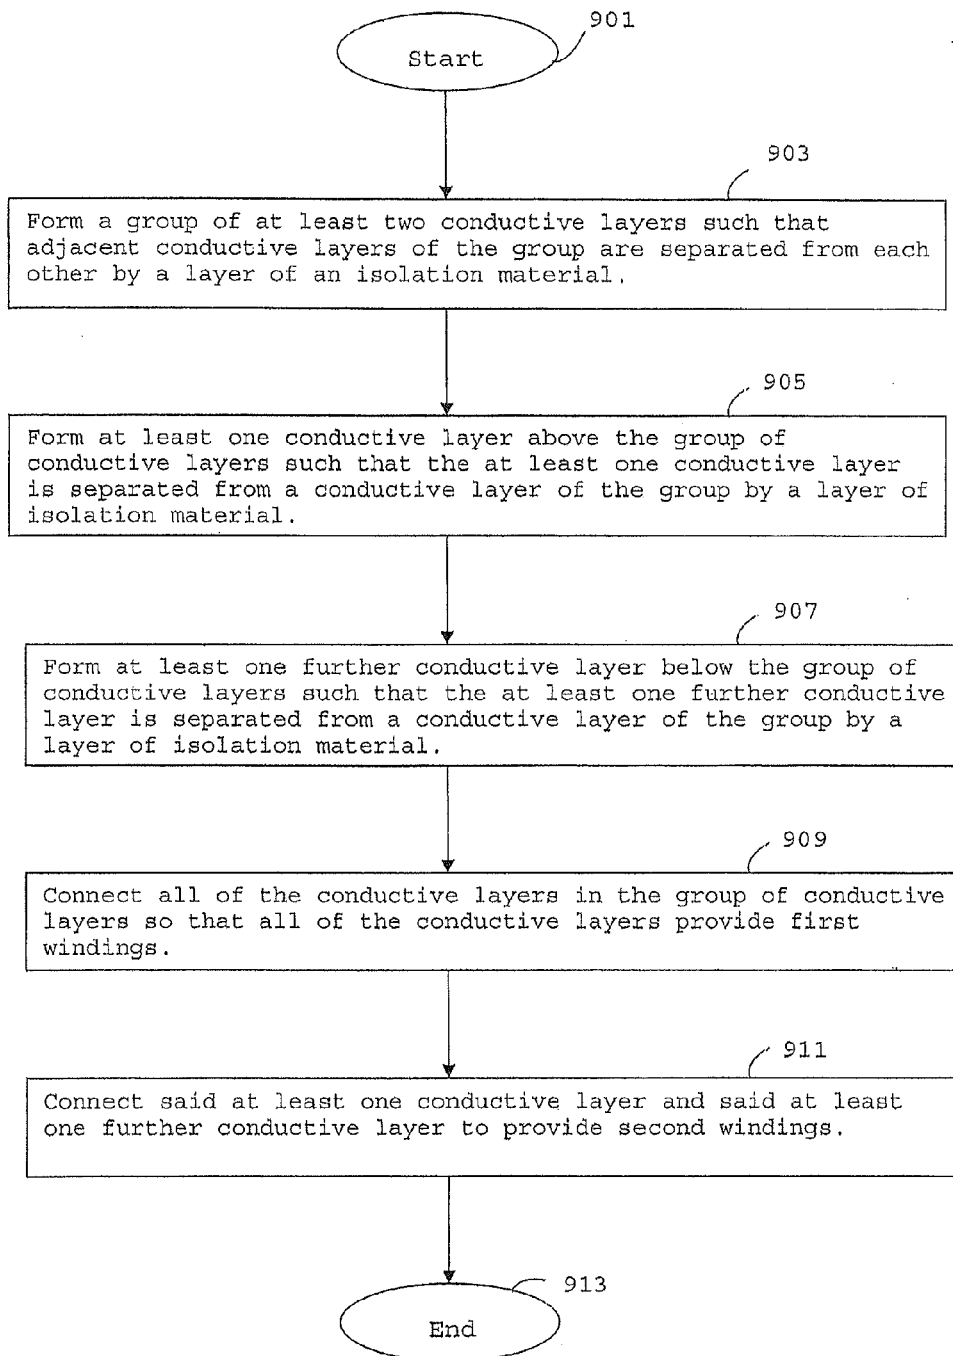 901
Start
903
Form a group of at least two conductive layers such that
adjacent conductive layers of the group are separated from each
other by a layer of an isolation material.
905
Form at least one conductive layer above the group of
conductive layers such that the at least one conductive layer
is separated from a conductive layer of the group by a layer of
isolation material.
907
Form at least one further conductive layer below the group of
conductive layers such that the at least one further conductive
layer is separated from a conductive layer of the group by a
layer of isolation material.
909
Connect all of the conductive layers in the group of conductive
layers so that all of the conductive layers provide first
windings.
911
Connect said at least one conductive layer and said at least
one further conductive layer to provide second windings.
913
End